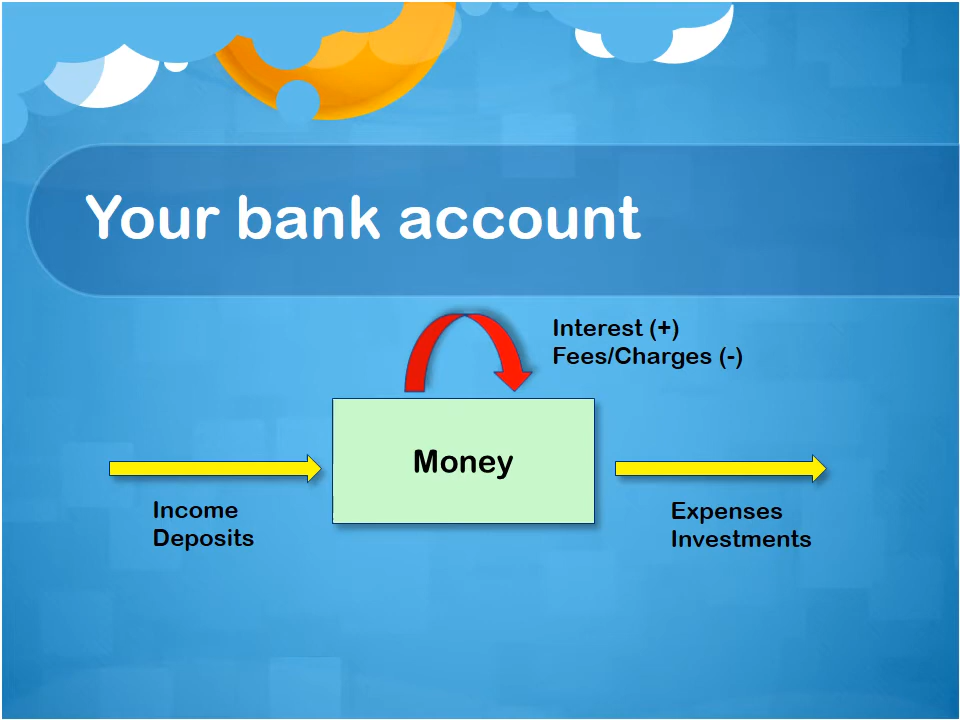 Your bank account
Interest (+)
Fees/Charges (-)
Money
Income
Deposits
Expenses
Investments